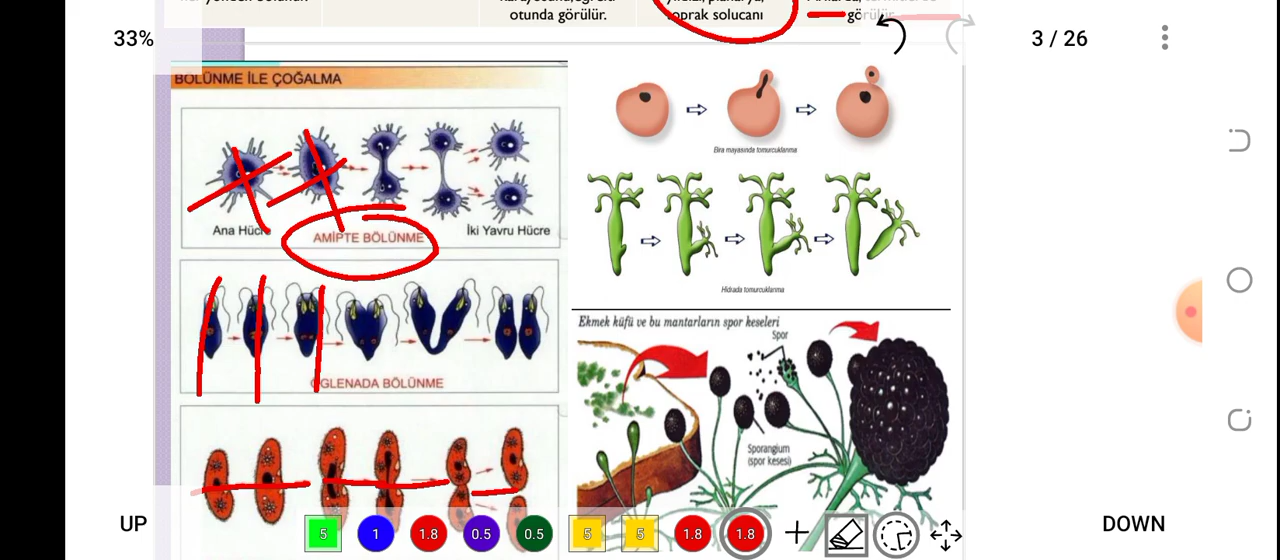 otunda görülür.
toprak solucanı
görülür.
33%
3 / 26
BÖLÜNME İLE ÇOĞALMA
Ana Hücre
AMİPTE BÖLÜNME
İki Yavru Hücre
ÖGLENADA BÖLÜNME
Bira mayasında tomurcuklanma
Hidrada tomurcuklanma
Ekmek küfü ve bu mantarların spor keseleri
Spor
Sporangium
(spor kesesi)
UP
5
1
1.8
0.5
0.5
5
5
1.8
1.8
DOWN